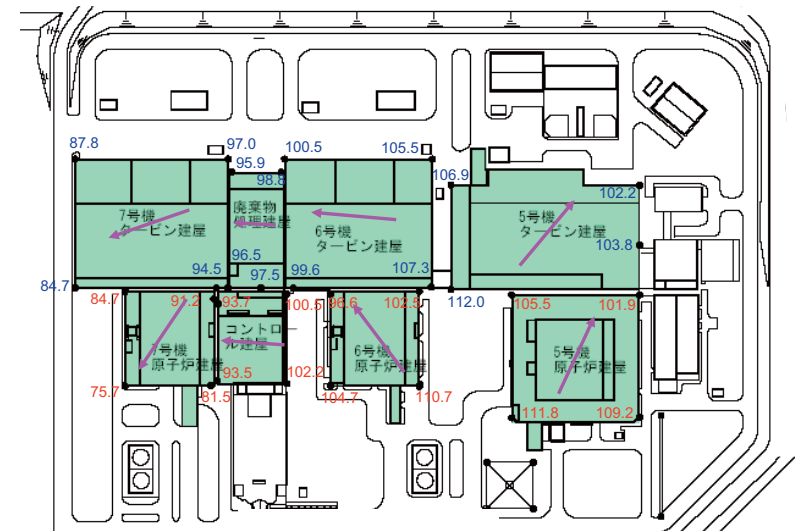 87.8
97.0
100.5
105.5
95.9
98.8
106.9
102.2
7号機
タービン建屋
廃棄物
処理建屋
6号機
タービン建屋
5号機
タービン建屋
103.8
94.5
96.5
97.5
99.6
107.3
84.7
112.0
84.7
91.2
93.7
100.5
96.6
102.5
105.5
101.9
7号機
原子炉建屋
コントロー
ル建屋
6号機
原子炉建屋
5号機
原子炉建屋
75.7
81.5
93.5
102.2
104.7
110.7
111.8
109.2